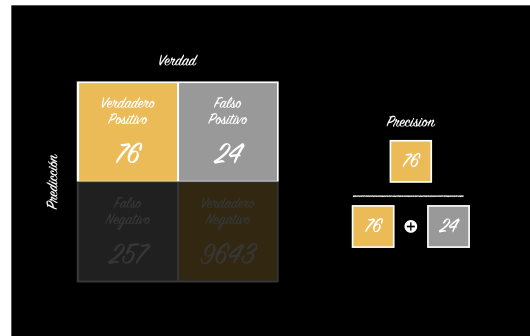 Verdad
Verdadero
Positivo
76
Falso
Positivo
24
Predicción
Falso
Negativo
257
Verdadero
Negativo
9643
Precision
76
76 + 24